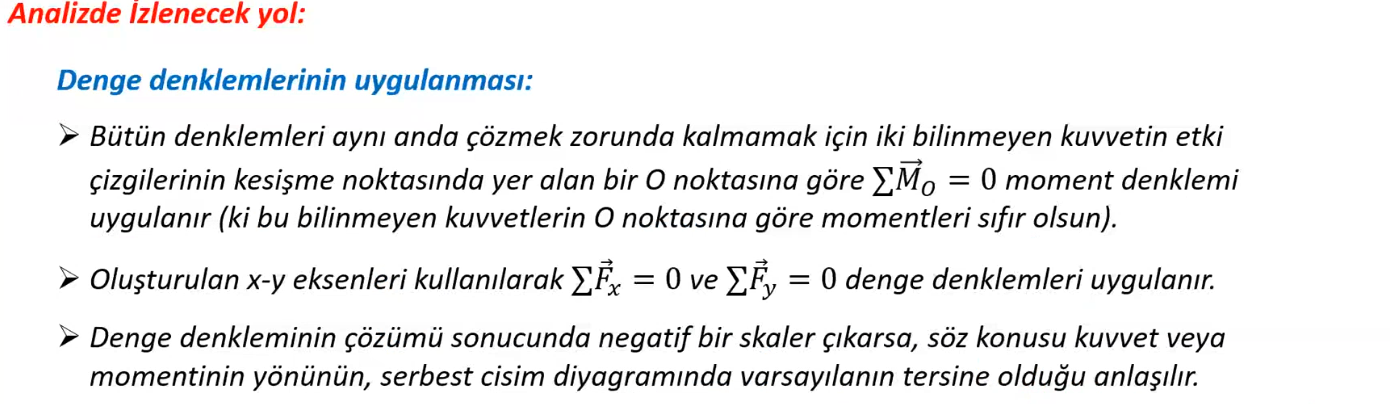 Analizde İzlenecek yol:
Denge denklemlerinin uygulanması:
➢ Bütün denklemleri aynı anda çözmek zorunda kalmamak için iki bilinmeyen kuvvetin etki
çizgilerinin kesişme noktasında yer alan bir O noktasına göre ∑M⃗_O = 0 moment denklemi
uygulanır (ki bu bilinmeyen kuvvetlerin O noktasına göre momentleri sıfır olsun).
➢ Oluşturulan x-y eksenleri kullanılarak ∑F⃗_x = 0 ve ∑F⃗_y = 0 denge denklemleri uygulanır.
➢ Denge denkleminin çözümü sonucunda negatif bir skaler çıkarsa, söz konusu kuvvet veya
momentinin yönünün, serbest cisim diyagramında varsayılanın tersine olduğu anlaşılır.